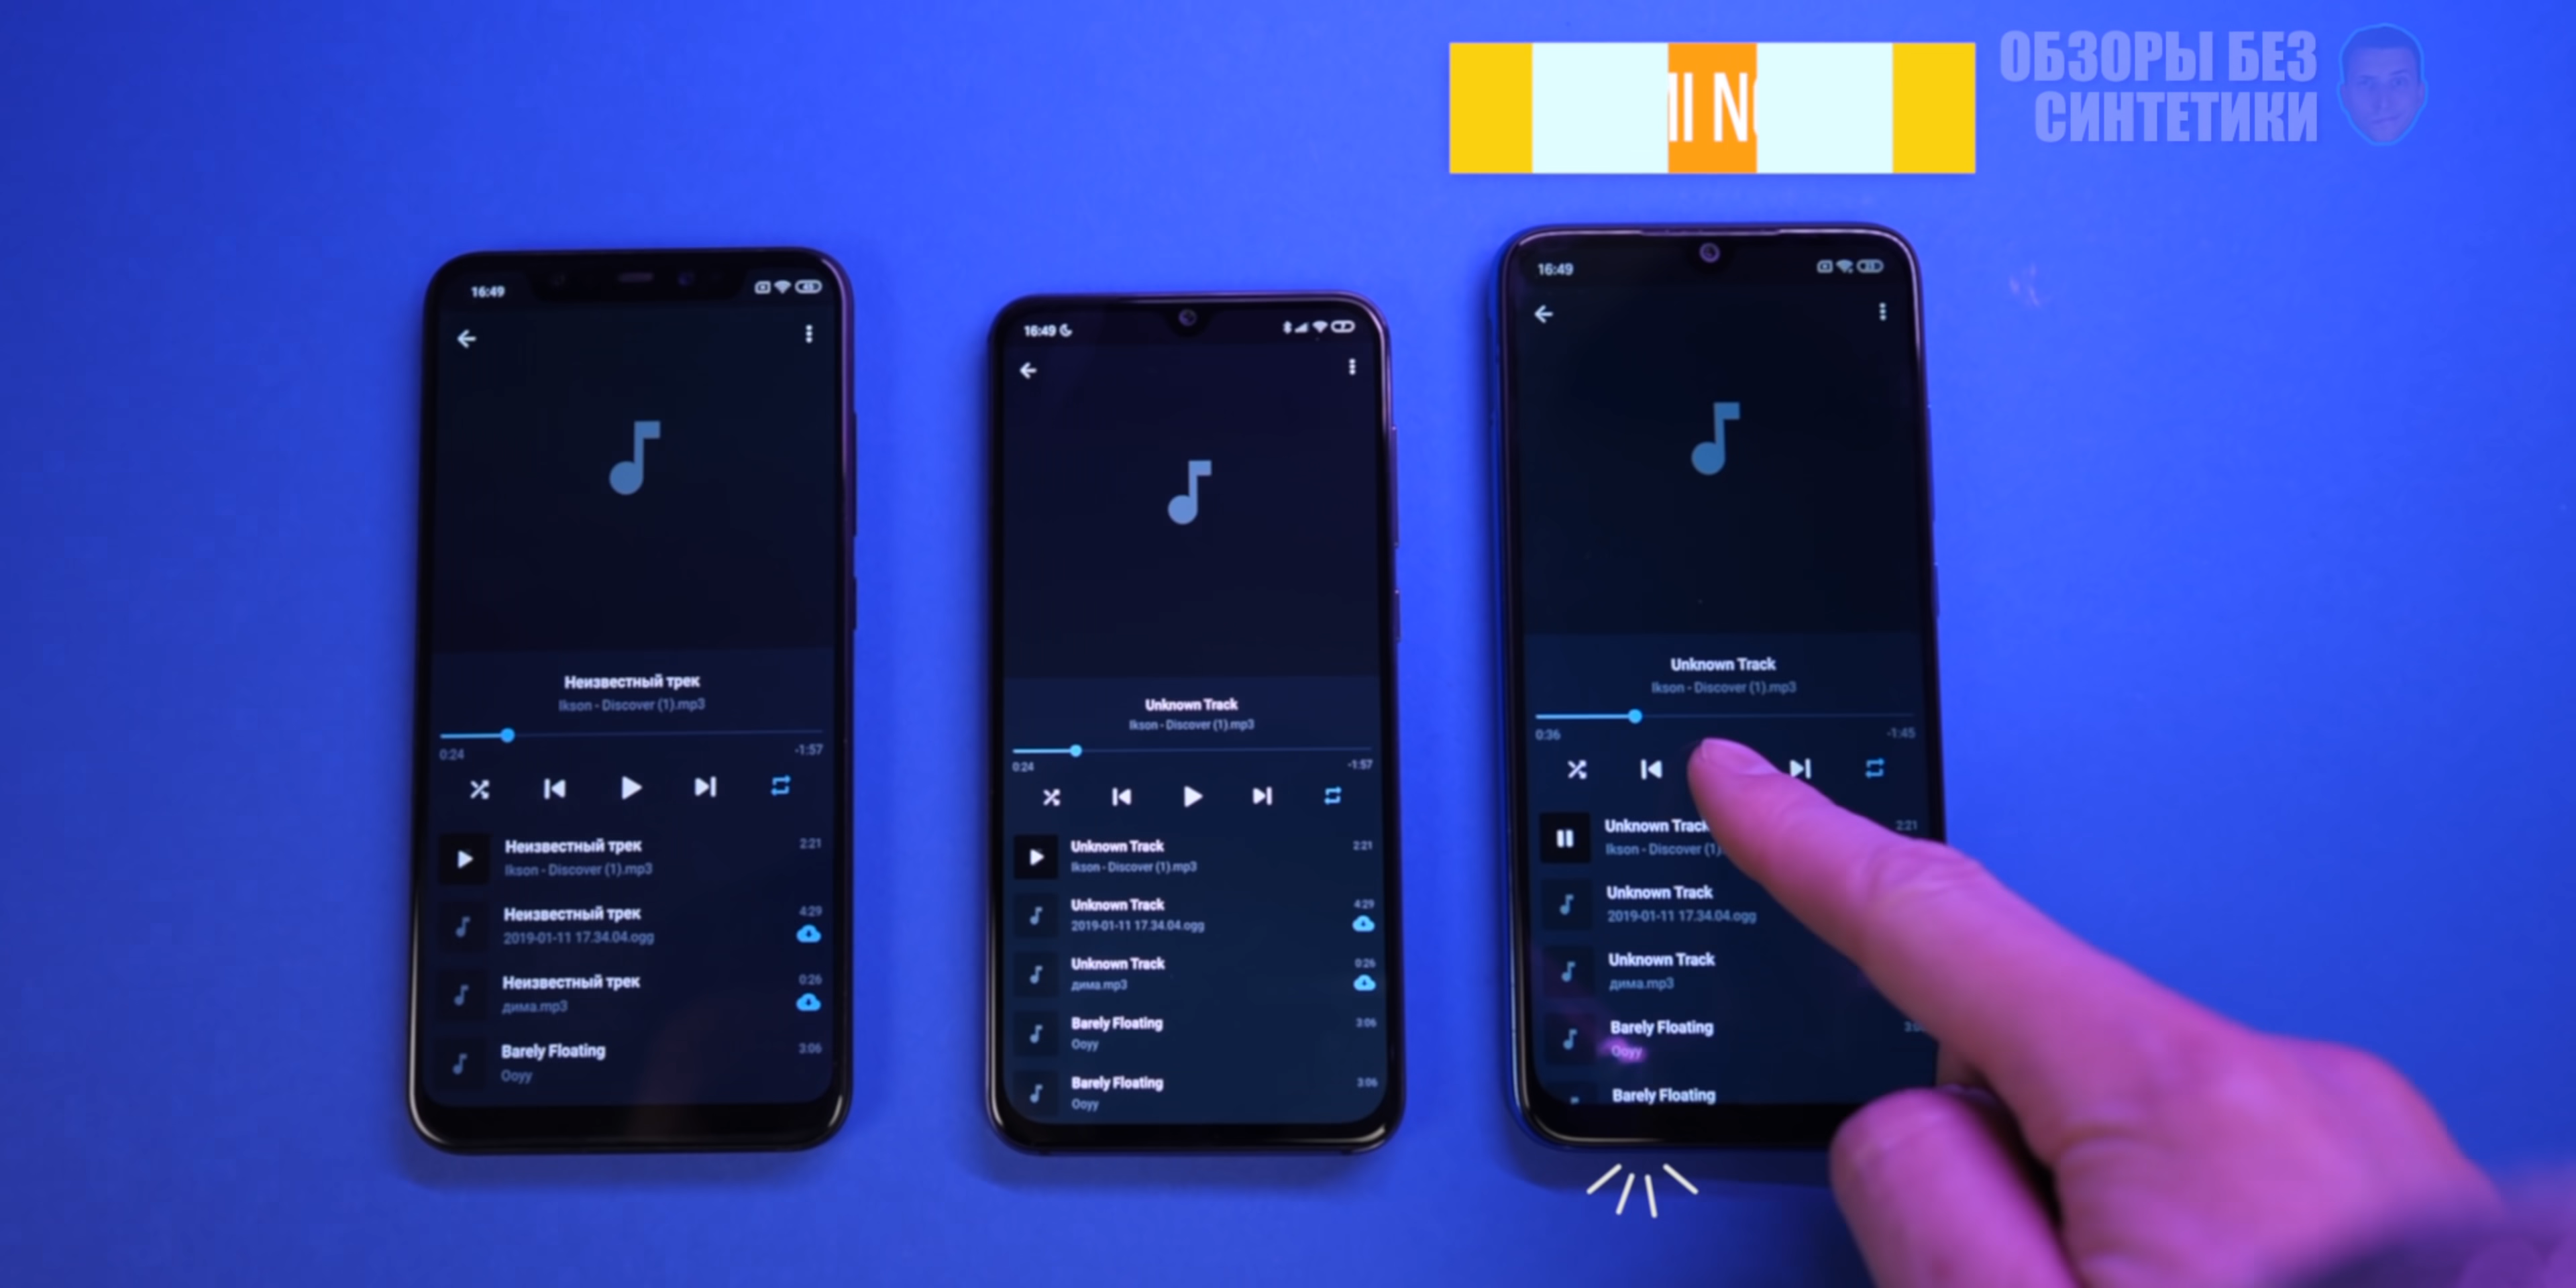 ОБЗОРЫ БЕЗ
СИНТЕТИКИ
MI NO
16:49
Неизвестный трек
Ikson - Discover (1).mp3
0:24
-1:57
Неизвестный трек
2:21
Ikson - Discover (1).mp3
Неизвестный трек
4:29
2019-01-11 17.34.04.ogg
Неизвестный трек
0:26
дима.mp3
Barely Floating
3:06
Ooyy
16:49
Unknown Track
Ikson - Discover (1).mp3
0:24
-1:57
Unknown Track
2:21
Ikson - Discover (1).mp3
Unknown Track
4:29
2019-01-11 17.34.04.ogg
Unknown Track
0:26
дима.mp3
Barely Floating
3:06
Ooyy
Barely Floating
3:06
Ooyy
16:49
Unknown Track
Ikson - Discover (1).mp3
0:36
-1:45
Unknown Track
2:21
Ikson - Discover (1)
Unknown Track
2019-01-11 17.34.04.ogg
Unknown Track
дима.mp3
Barely Floating
Ooyy
Barely Floating